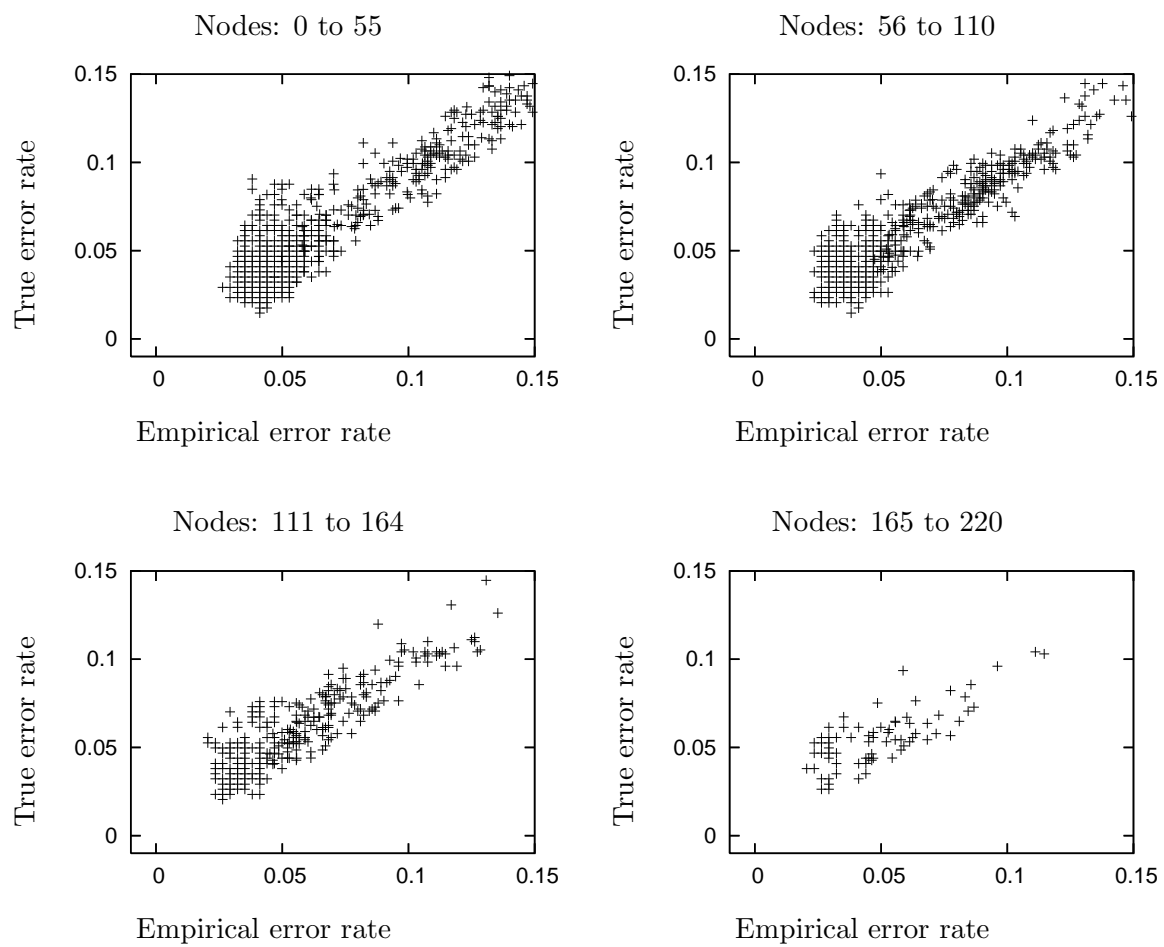 Nodes: 0 to 55
0.15
0.1
0.05
0
True error rate
0 0.05 0.1 0.15
Empirical error rate
Nodes: 56 to 110
0.15
0.1
0.05
0
True error rate
0 0.05 0.1 0.15
Empirical error rate
Nodes: 111 to 164
0.15
0.1
0.05
0
True error rate
0 0.05 0.1 0.15
Empirical error rate
Nodes: 165 to 220
0.15
0.1
0.05
0
True error rate
0 0.05 0.1 0.15
Empirical error rate